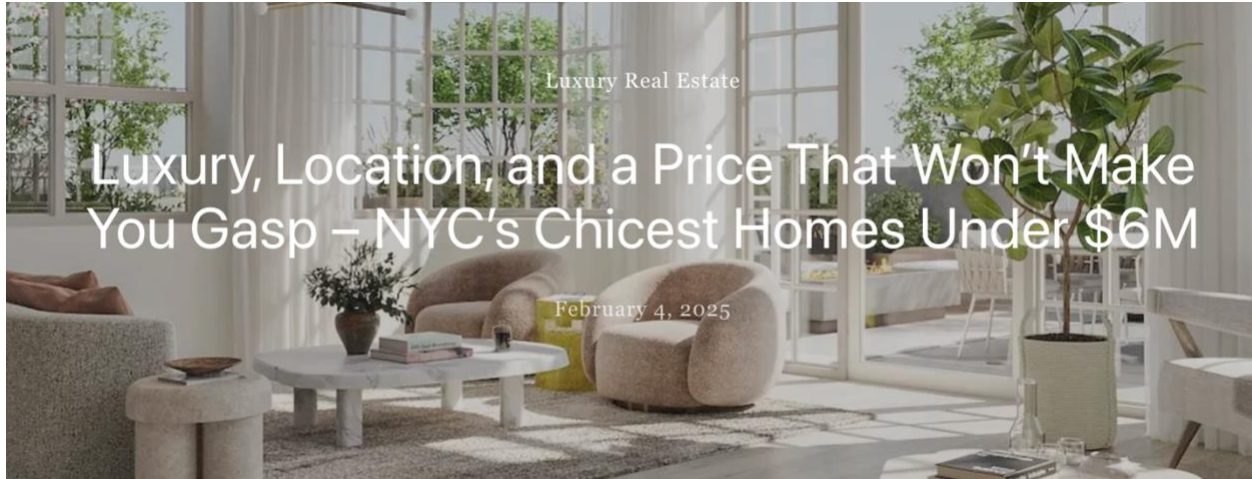 Luxury Real Estate
Luxury, Location, and a Price That Won't Make
You Gasp – NYC's Chicest Homes Under $6M
February 4, 2025